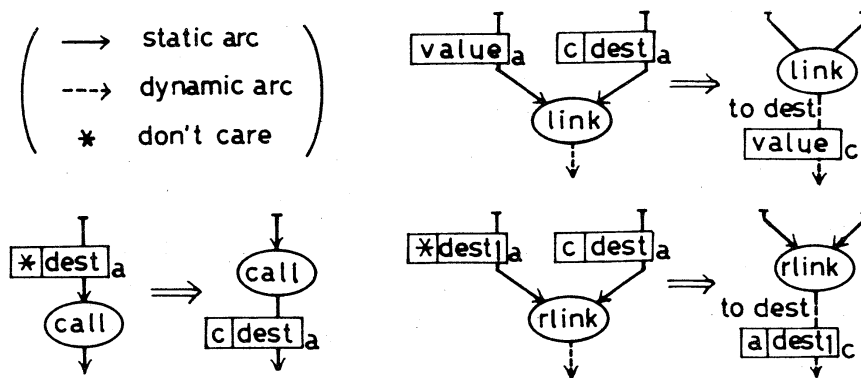 static arc
dynamic arc
* don't care
value a
c dest a
link
link
to dest
value c
* dest a
call
call
c dest a
* dest1 a
c dest a
rlink
rlink
to dest
a dest1 c